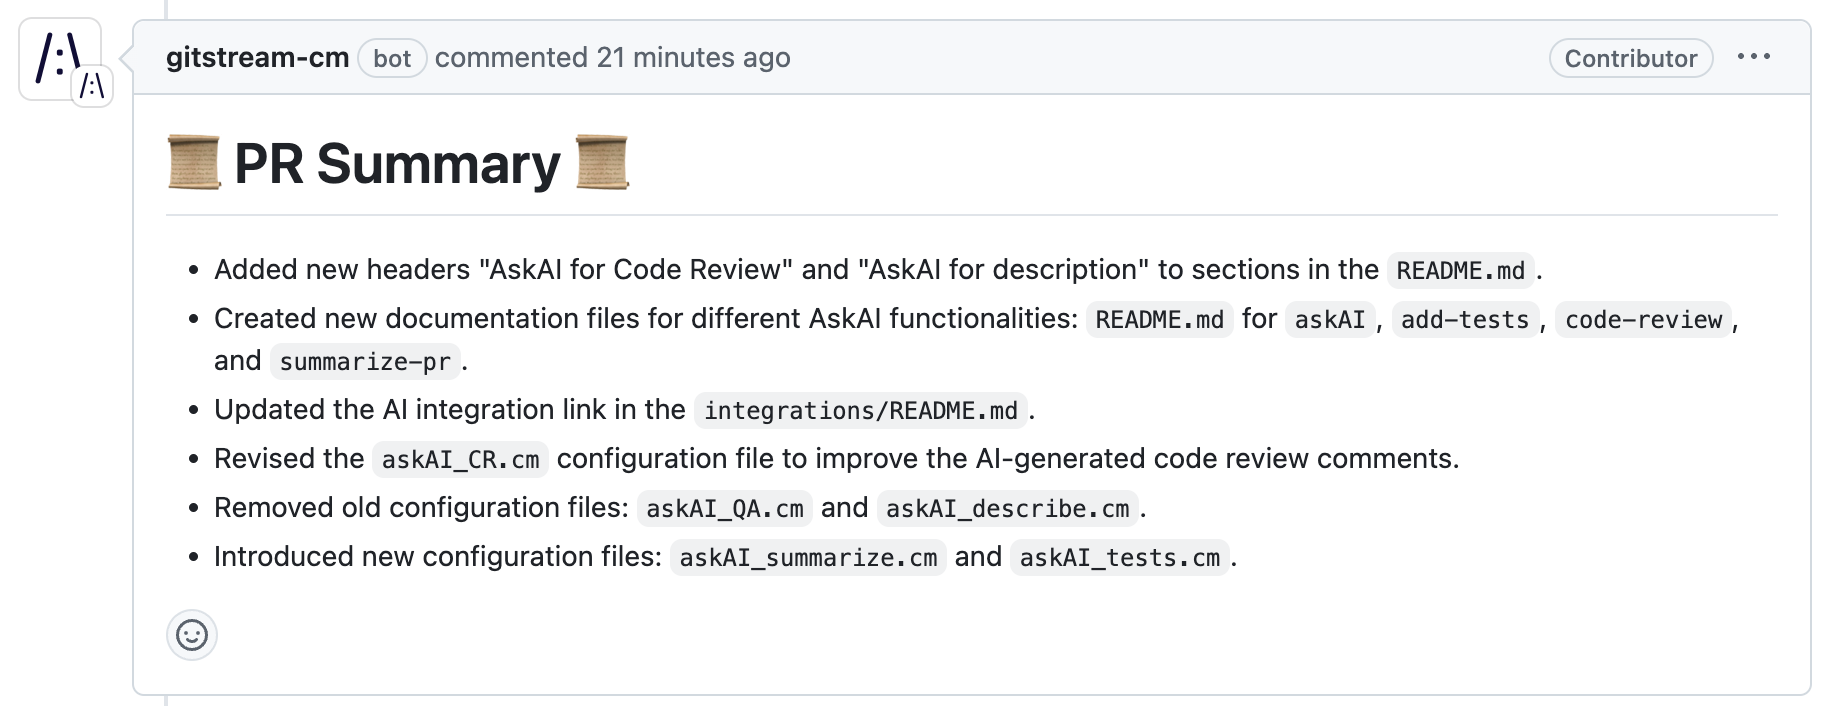 gitstream-cm bot commented 21 minutes ago Contributor ...
PR Summary
• Added new headers "AskAI for Code Review" and "AskAI for description" to sections in the README.md.
• Created new documentation files for different AskAI functionalities: README.md for askAI, add-tests, code-review,
and summarize-pr.
• Updated the AI integration link in the integrations/README.md.
• Revised the askAI_CR.cm configuration file to improve the AI-generated code review comments.
• Removed old configuration files: askAI_QA.cm and askAI_describe.cm.
• Introduced new configuration files: askAI_summarize.cm and askAI_tests.cm.